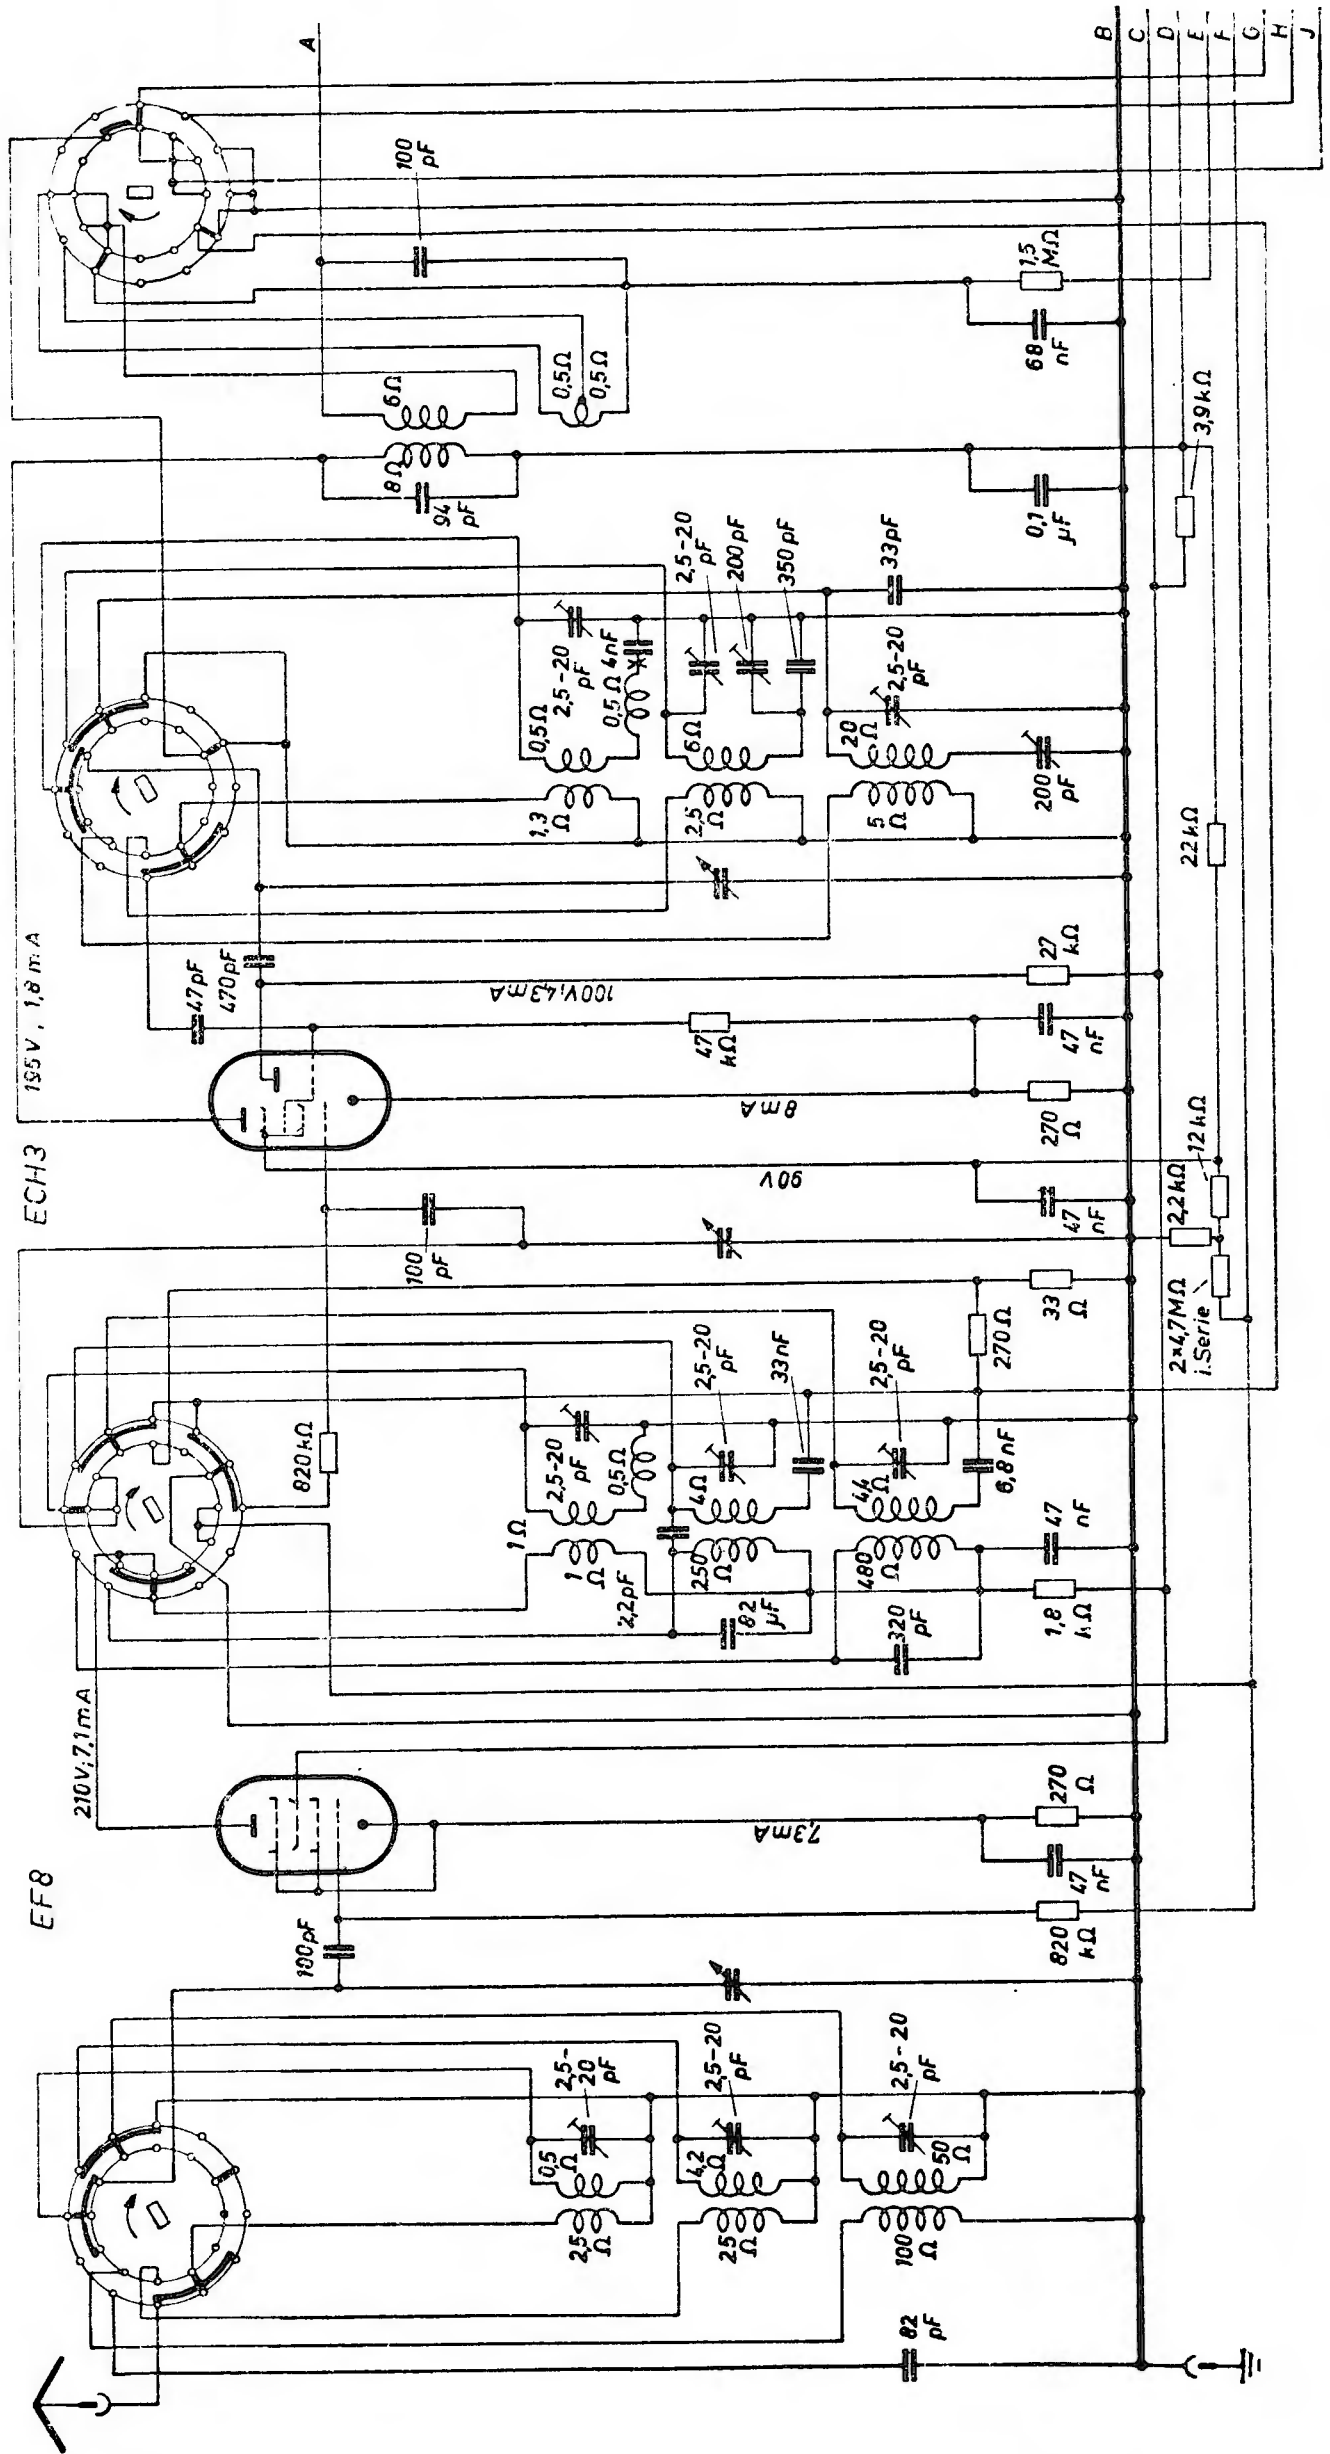 EF8
210V; 7,1mA
ECH3
195V, 1,8mA
A
B
C
D
E
F
G
H
J
100pF
820kΩ
100
pF
47pF
470pF
94
pF
8Ω
6Ω
0,5Ω
0,5Ω
100
pF
2,5Ω
0,5
Ω
2,5-
20
pF
25
Ω
4,2
Ω
2,5-20
pF
100
Ω
50
Ω
2,5-20
pF
82
pF
7,3mA
820
kΩ
47
nF
270
Ω
1Ω
1
Ω
2,5-20
pF
0,5Ω
2,2pF
250
Ω
4Ω
2,5-20
pF
33nF
82
µF
480
Ω
4,4
Ω
2,5-20
pF
320
pF
6,8nF
270Ω
1,8
kΩ
47
nF
33
Ω
2×4,7MΩ
i.Serie
2,2kΩ
12kΩ
90V
47
nF
8mA
270
Ω
47
kΩ
47
nF
100V; 4,3mA
27
kΩ
1,3
Ω
0,5Ω
2,5-20
pF
0,5Ω
4nF
2,5
Ω
6Ω
2,5-20
pF
200pF
350pF
5
Ω
20
Ω
2,5-20
pF
33pF
200
pF
22kΩ
0,1
µF
3,9kΩ
68
nF
1,5
MΩ